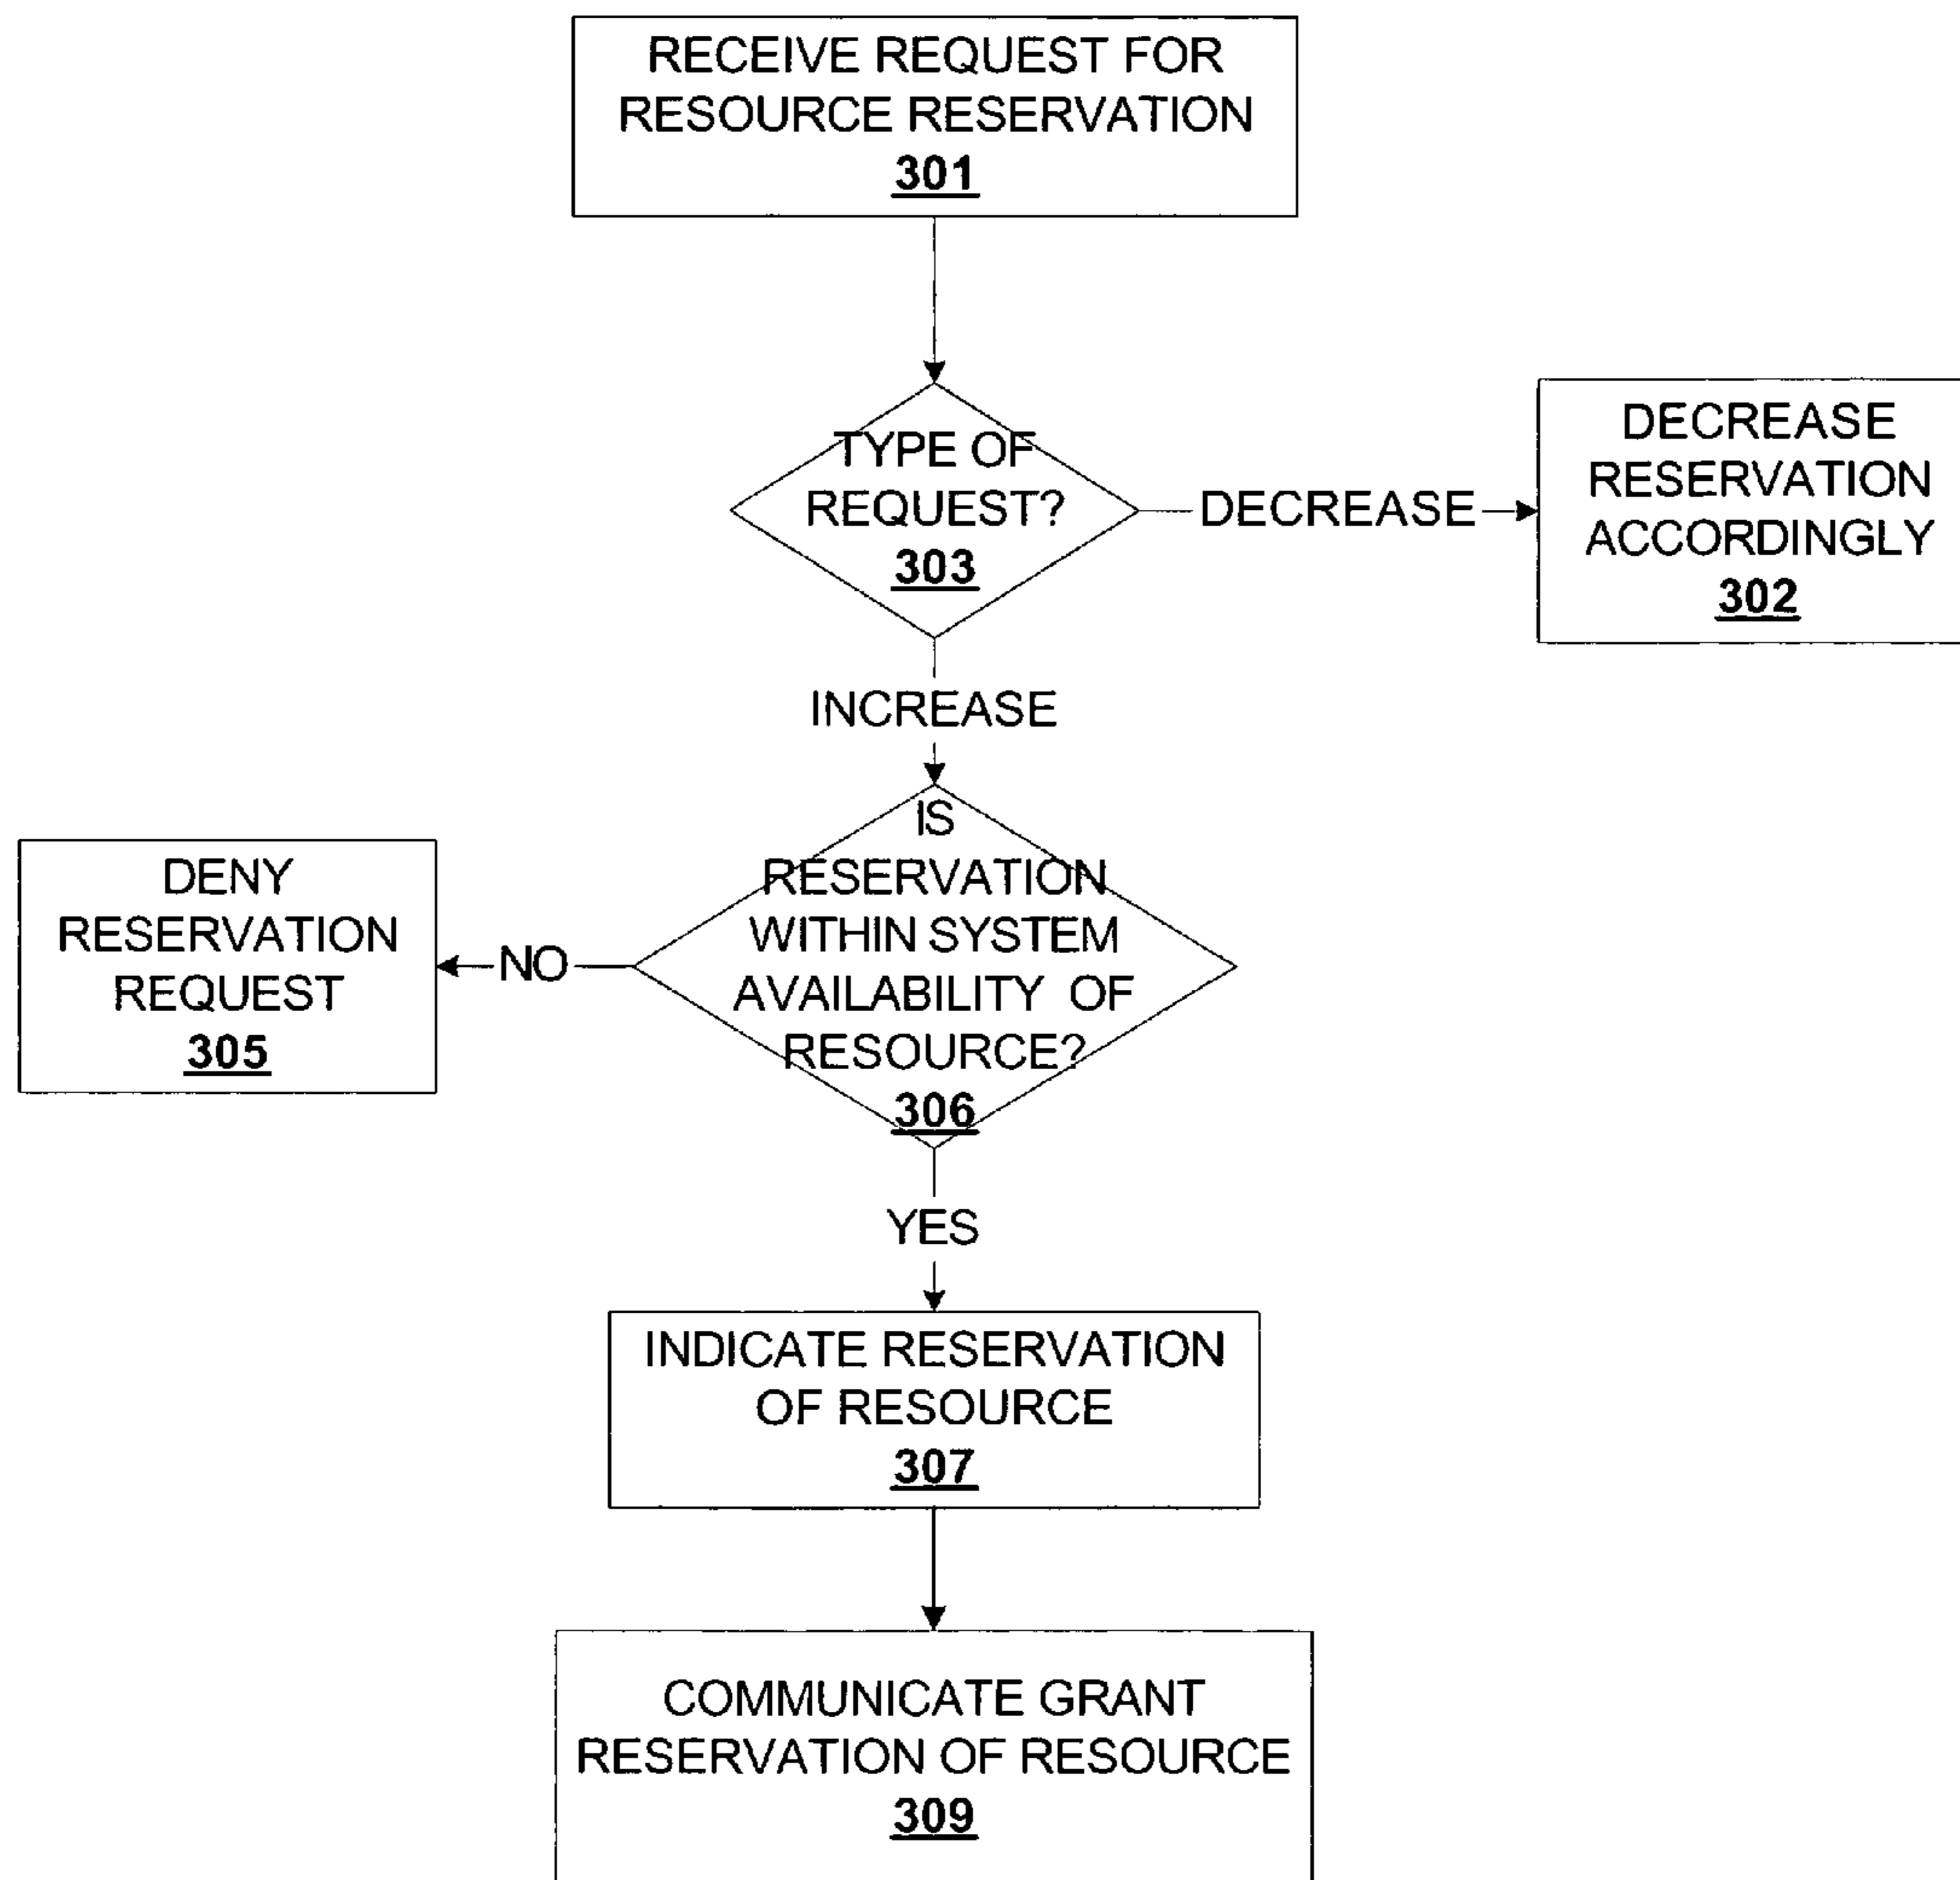 RECEIVE REQUEST FOR
RESOURCE RESERVATION
301
TYPE OF
REQUEST?
303
DECREASE
DECREASE
RESERVATION
ACCORDINGLY
302
INCREASE
IS
RESERVATION
WITHIN SYSTEM
AVAILABILITY OF
RESOURCE?
306
NO
DENY
RESERVATION
REQUEST
305
YES
INDICATE RESERVATION
OF RESOURCE
307
COMMUNICATE GRANT
RESERVATION OF RESOURCE
309